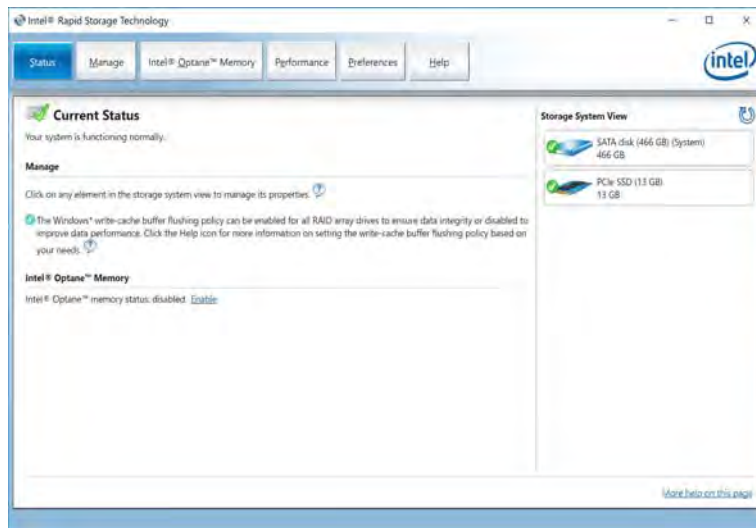 Intel® Rapid Storage Technology
Status Manage Intel® Optane™ Memory Performance Preferences Help
intel
Current Status
Your system is functioning normally.
Manage
Click on any element in the storage system view to manage its properties.
The Windows* write-cache buffer flushing policy can be enabled for all RAID array drives to ensure data integrity or disabled to
improve data performance. Click the Help icon for more information on setting the write-cache buffer flushing policy based on
your needs.
Intel® Optane™ Memory
Intel® Optane™ memory status: disabled. Enable
Storage System View
SATA disk (466 GB) (System)
466 GB
PCIe SSD (13 GB)
13 GB
More help on this page